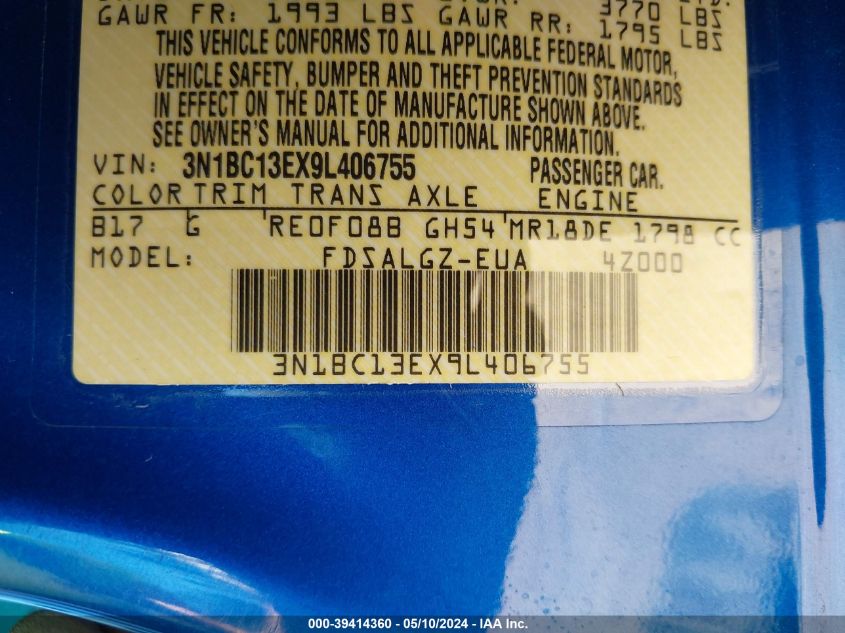 3770 LBS
GAWR FR: 1993 LBS GAWR RR: 1795 LBS
THIS VEHICLE CONFORMS TO ALL APPLICABLE FEDERAL MOTOR,
VEHICLE SAFETY, BUMPER AND THEFT PREVENTION STANDARDS
IN EFFECT ON THE DATE OF MANUFACTURE SHOWN ABOVE.
SEE OWNER'S MANUAL FOR ADDITIONAL INFORMATION.
VIN: 3N1BC13EX9L406755 PASSENGER CAR.
COLOR TRIM TRANS AXLE ENGINE
B17 G RE0F08B GH54 MR18DE 1798 CC
MODEL: FDSALGZ-EUA 4Z000
3N1BC13EX9L406755
000-39414360 - 05/10/2024 - IAA Inc.